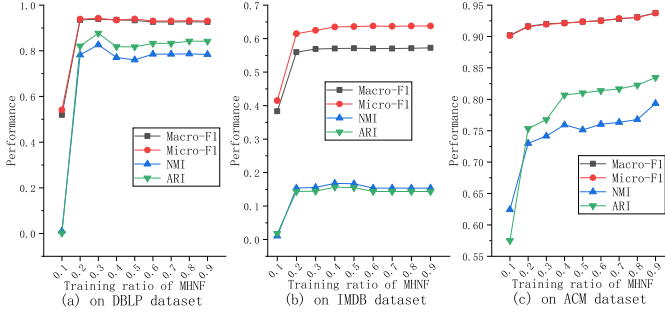 1.0
0.8
0.6
0.4
0.2
0.0
Performance
Macro-F1
Micro-F1
NMI
ARI
0.1 0.2 0.3 0.4 0.5 0.6 0.7 0.8 0.9
Training ratio of MHNF
(a) on DBLP dataset
0.7
0.6
0.5
0.4
0.3
0.2
0.1
0.0
Performance
Macro-F1
Micro-F1
NMI
ARI
0.1 0.2 0.3 0.4 0.5 0.6 0.7 0.8 0.9
Training ratio of MHNF
(b) on IMDB dataset
0.95
0.90
0.85
0.80
0.75
0.70
0.65
0.60
0.55
Performance
Macro-F1
Micro-F1
NMI
ARI
0.1 0.2 0.3 0.4 0.5 0.6 0.7 0.8 0.9
Training ratio of MHNF
(c) on ACM dataset